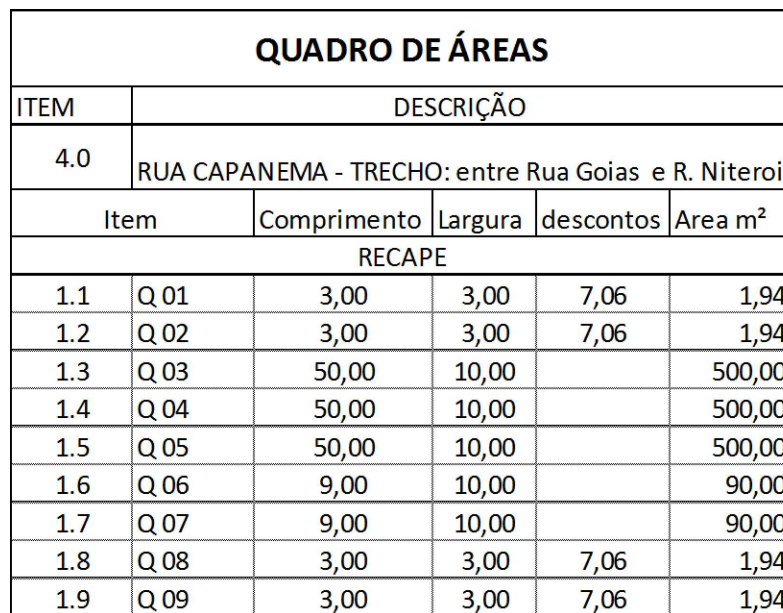 QUADRO DE ÁREAS
ITEM DESCRIÇÃO
4.0 RUA CAPANEMA - TRECHO: entre Rua Goias e R. Niteroi
Item Comprimento Largura descontos Area m²
RECAPE
1.1 Q 01 3,00 3,00 7,06 1,94
1.2 Q 02 3,00 3,00 7,06 1,94
1.3 Q 03 50,00 10,00 500,00
1.4 Q 04 50,00 10,00 500,00
1.5 Q 05 50,00 10,00 500,00
1.6 Q 06 9,00 10,00 90,00
1.7 Q 07 9,00 10,00 90,00
1.8 Q 08 3,00 3,00 7,06 1,94
1.9 Q 09 3,00 3,00 7,06 1,94